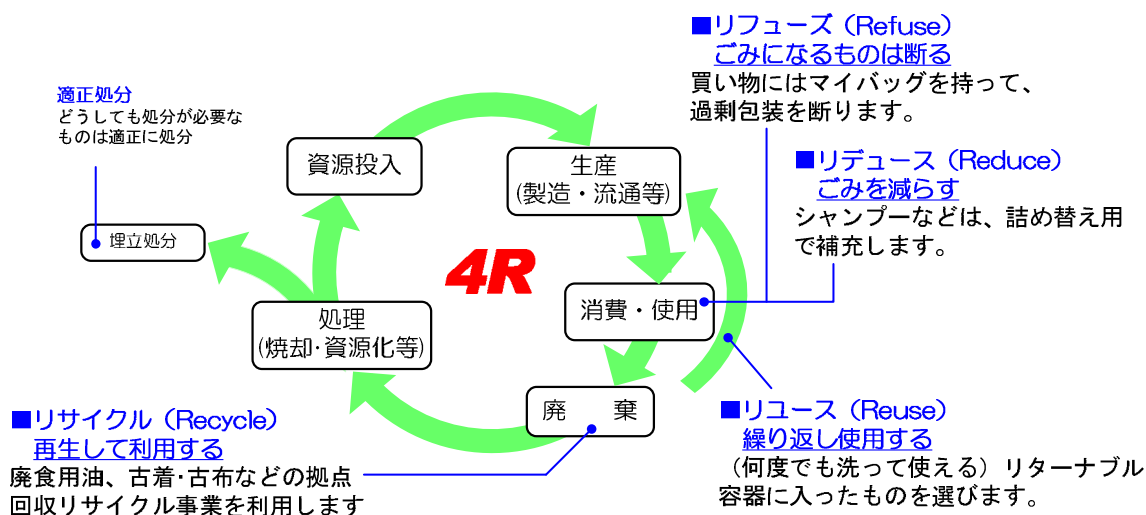 ■リフューズ（Refuse）
ごみになるものは断る
買い物にはマイバッグを持って、
過剰包装を断ります。
適正処分
どうしても処分が必要な
ものは適正に処分
資源投入
生産
(製造・流通等)
■リデュース（Reduce）
ごみを減らす
シャンプーなどは、詰め替え用
で補充します。
埋立処分
4R
処理
(焼却・資源化等)
消費・使用
廃　棄
■リサイクル（Recycle）
再生して利用する
廃食用油、古着・古布などの拠点
回収リサイクル事業を利用します
■リユース（Reuse）
繰り返し使用する
（何度でも洗って使える）リターナブル
容器に入ったものを選びます。